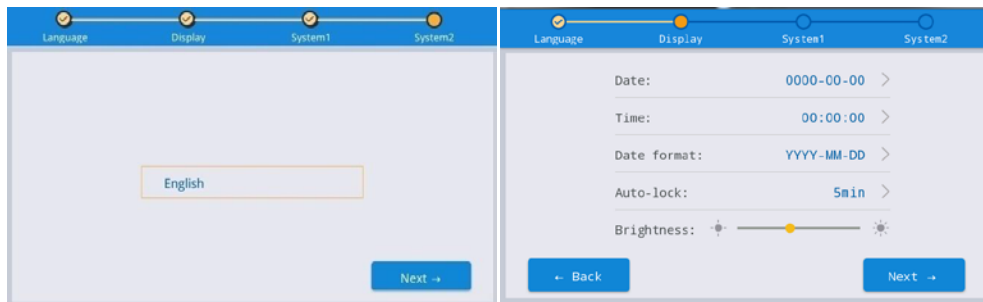 Language Display System1 System2
English
Next →
Language Display System1 System2
Date: 0000-00-00
Time: 00:00:00
Date format: YYYY-MM-DD
Auto-lock: 5min
Brightness:
← Back Next →